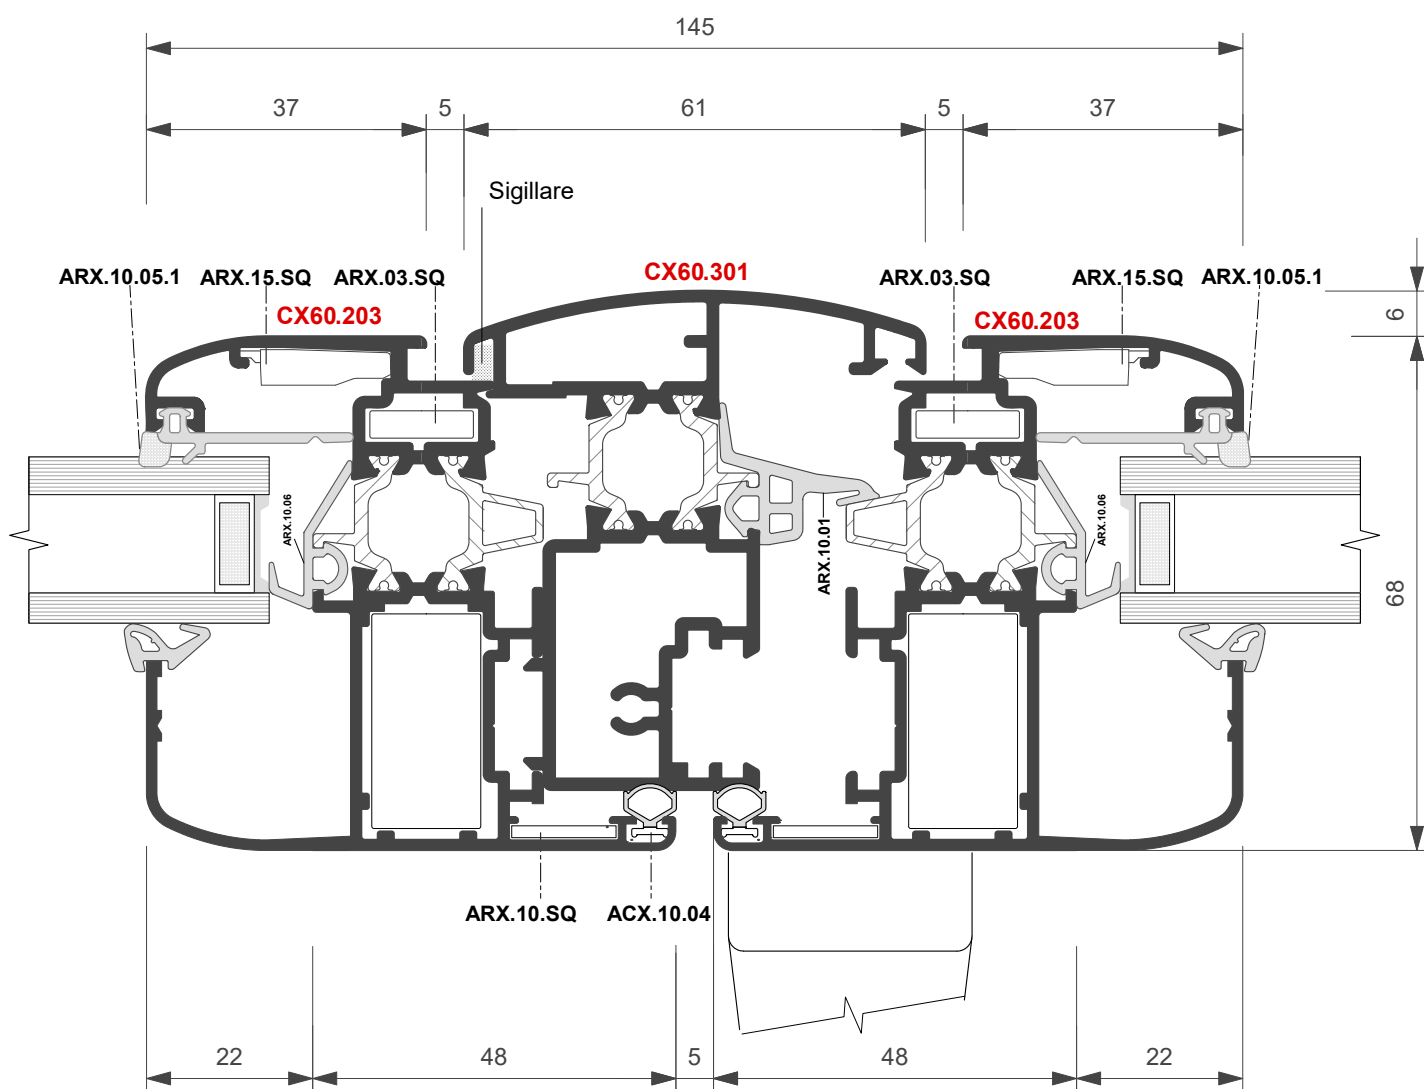 145
37 5 61 5 37
Sigillare
ARX.10.05.1 ARX.15.SQ ARX.03.SQ CX60.301 ARX.03.SQ ARX.15.SQ ARX.10.05.1
CX60.203 CX60.203
6
ARX.10.06 ARX.10.01 ARX.10.06
68
ARX.10.SQ ACX.10.04
22 48 5 48 22